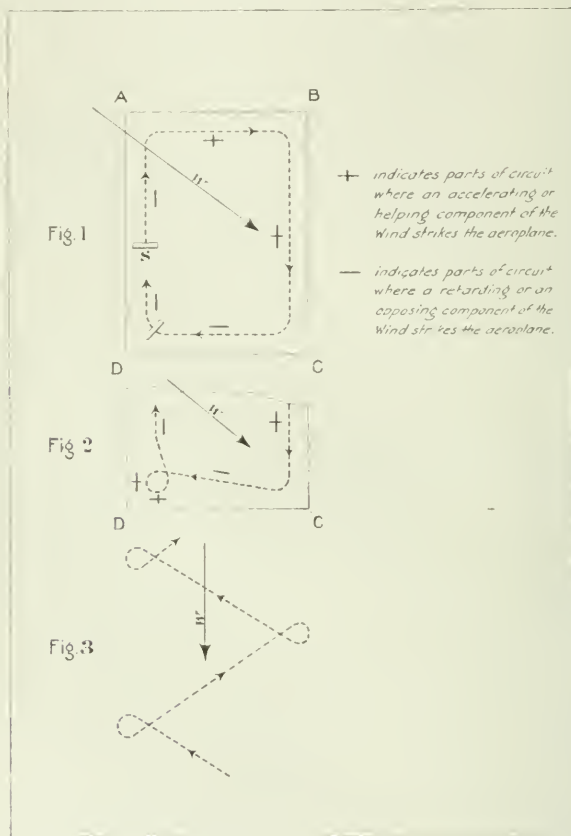 A B
W
+ indicates parts of circuit
where an accelerating or
helping component of the
Wind strikes the aeroplane.
Fig. 1
S
— indicates parts of circuit
where a retarding or an
opposing component of the
Wind strikes the aeroplane.
D C
W
Fig. 2
D C
W
Fig. 3